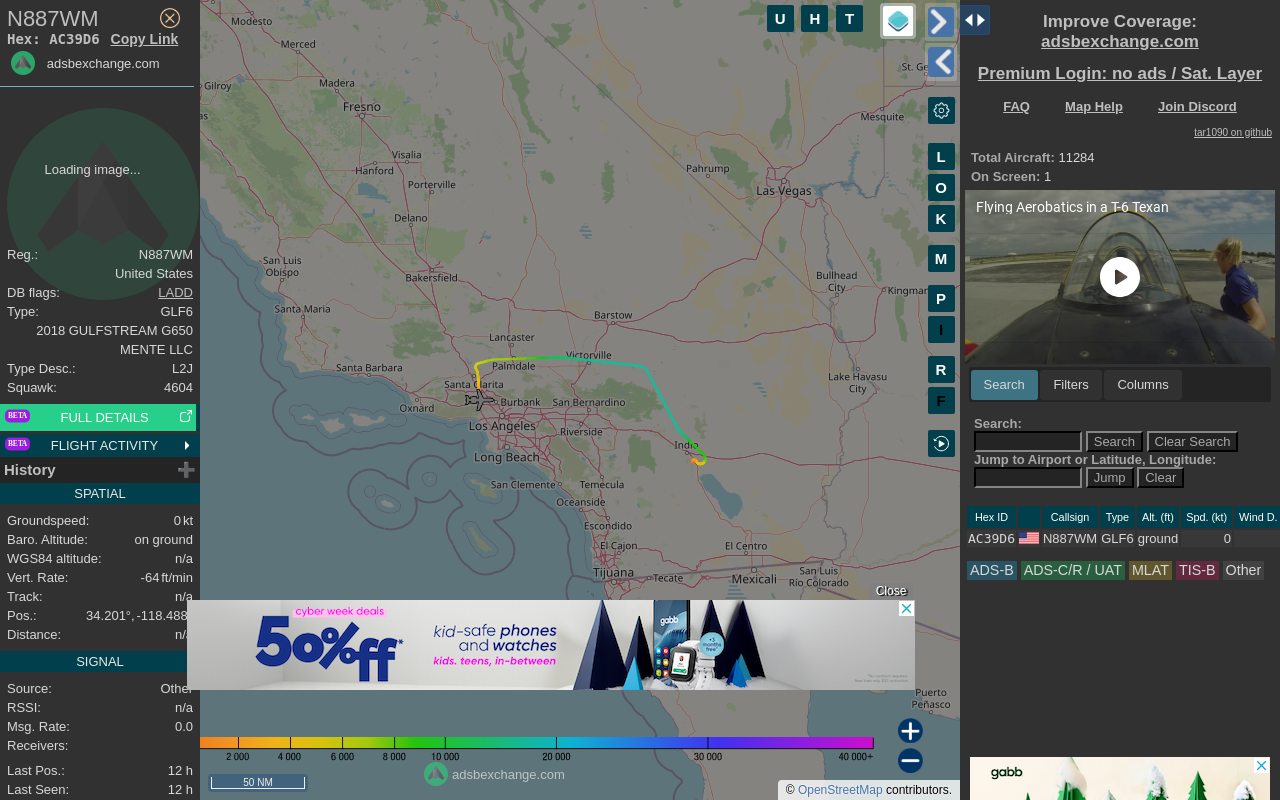 N887WM
Hex: AC39D6 Copy Link
adsbexchange.com
Loading image...
Reg.: N887WM
United States
DB flags: LADD
Type: GLF6
2018 GULFSTREAM G650
MENTE LLC
Type Desc.: L2J
Squawk: 4604
BETA FULL DETAILS
BETA FLIGHT ACTIVITY
History
SPATIAL
Groundspeed: 0 kt
Baro. Altitude: on ground
WGS84 altitude: n/a
Vert. Rate: -64 ft/min
Track: n/a
Pos.: 34.201°, -118.488
Distance: n/a
SIGNAL
Source: Other
RSSI: n/a
Msg. Rate: 0.0
Receivers:
Last Pos.: 12 h
Last Seen: 12 h
U H T
L
O
K
M
P
I
R
F
Modesto
Merced
Gilroy
Madera
Fresno
Visalia
Hanford
Porterville
Delano
San Luis
Obispo
Bakersfield
Santa Maria
Barstow
Lancaster
Victorville
Palmdale
Santa Barbara
Santa Clarita
Oxnard
Burbank
San Bernardino
Los Angeles
Riverside
Indio
Long Beach
San Clemente
Temecula
Oceanside
Escondido
El Cajon
El Centro
Tijuana
Tecate
Mexicali
San Luis
Río Colorado
St. Ge
Mesquite
Pahrump
Las Vegas
Bullhead
City
Kingman
Lake Havasu
City
Puerto
Peñasco
Close
cyber week deals
50%off*
kid-safe phones
and watches
kids. teens, in-between
gabb
+3
months
free
2 000 4 000 6 000 8 000 10 000 20 000 30 000 40 000+
adsbexchange.com
50 NM
© OpenStreetMap contributors.
Improve Coverage:
adsbexchange.com
Premium Login: no ads / Sat. Layer
FAQ Map Help Join Discord
tar1090 on github
Total Aircraft: 11284
On Screen: 1
Flying Aerobatics in a T-6 Texan
Search Filters Columns
Search:
Search Clear Search
Jump to Airport or Latitude, Longitude:
Jump Clear
Hex ID Callsign Type Alt. (ft) Spd. (kt) Wind D.
AC39D6 N887WM GLF6 ground 0
ADS-B ADS-C/R / UAT MLAT TIS-B Other
gabb